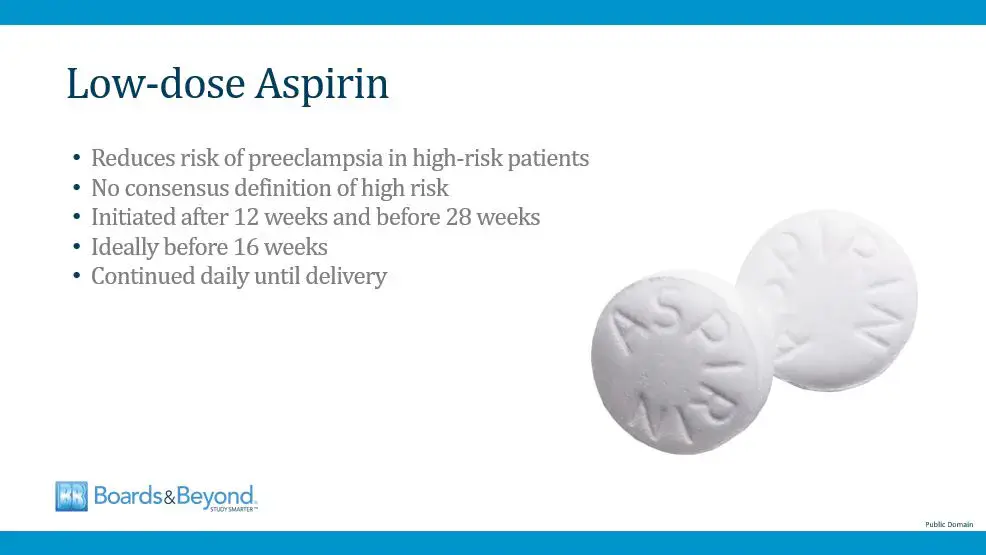 Low-dose Aspirin
• Reduces risk of preeclampsia in high-risk patients
• No consensus definition of high risk
• Initiated after 12 weeks and before 28 weeks
• Ideally before 16 weeks
• Continued daily until delivery
ASPIRIN
ASPIRIN
BB Boards&Beyond®
STUDY SMARTER™
Public Domain